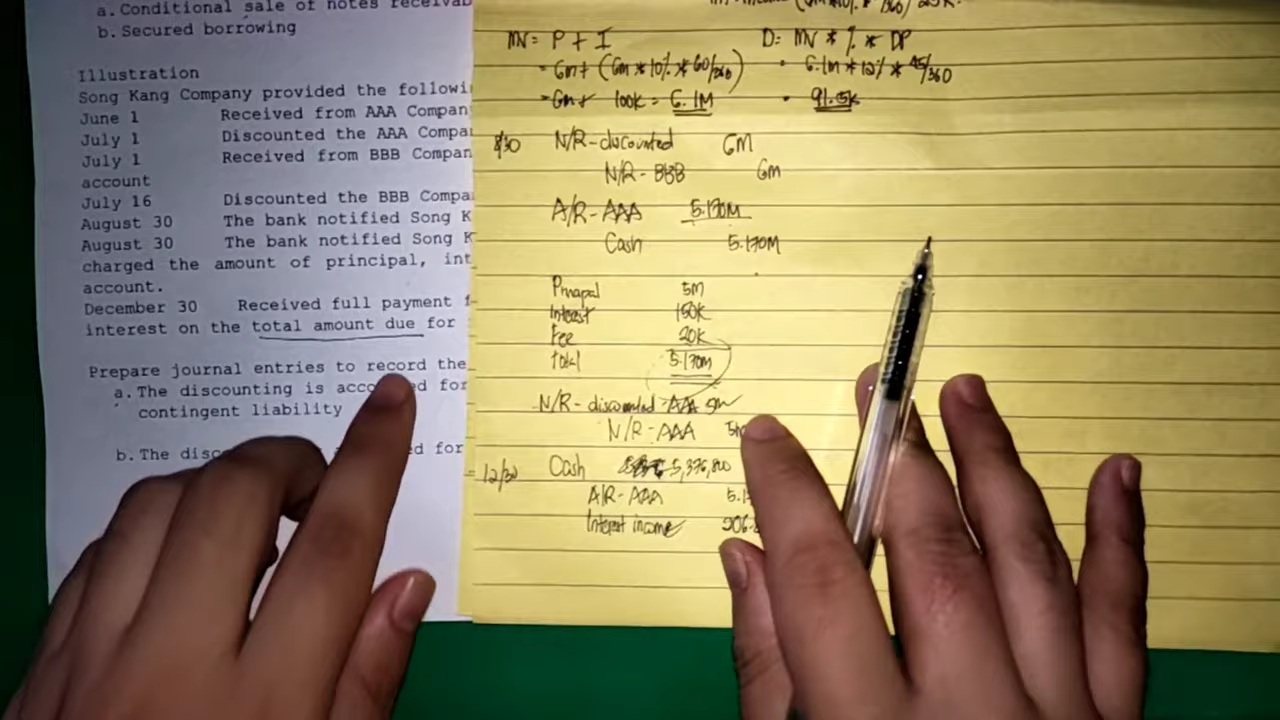 a. Conditional sale of notes receivab
b. Secured borrowing
Illustration
Song Kang Company provided the followi
June 1 Received from AAA Compan
July 1 Discounted the AAA Compa
July 1 Received from BBB Compan
account
July 16 Discounted the BBB Compa
August 30 The bank notified Song K
August 30 The bank notified Song K
charged the amount of principal, int
account.
December 30 Received full payment f
interest on the total amount due for
Prepare journal entries to record the
a. The discounting is acco ed for
contingent liability
b. The disc ed for
MV = P + I
= 6m + (6m * 10% * 60/360)
= 6m + 100k = 6.1M
D = MV * % * DP
= 6.1m * 12% * 45/360
= 91.5k
8/30 N/R - discounted 6M
N/R - BBB 6m
A/R - AAA 5.170M
Cash 5.170M
Principal 5m
Interest 150k
Fee 20k
Total 5.170m
N/R - discounted AAA 5m
N/R - AAA
12/30 Cash 5,376,800
A/R - AAA 5.1
Interest income 206.